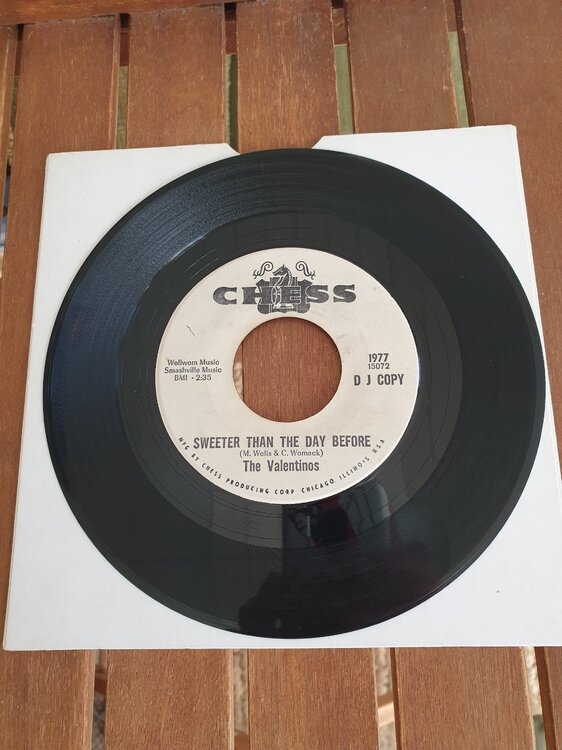 CHESS
Wellwom Music
Smashville Music
BMI - 2:35
1977
15072
D J COPY
SWEETER THAN THE DAY BEFORE
(M. Wells & C. Womack)
The Valentinos
MFG BY CHESS PRODUCING CORP CHICAGO ILLINOIS U.S.A